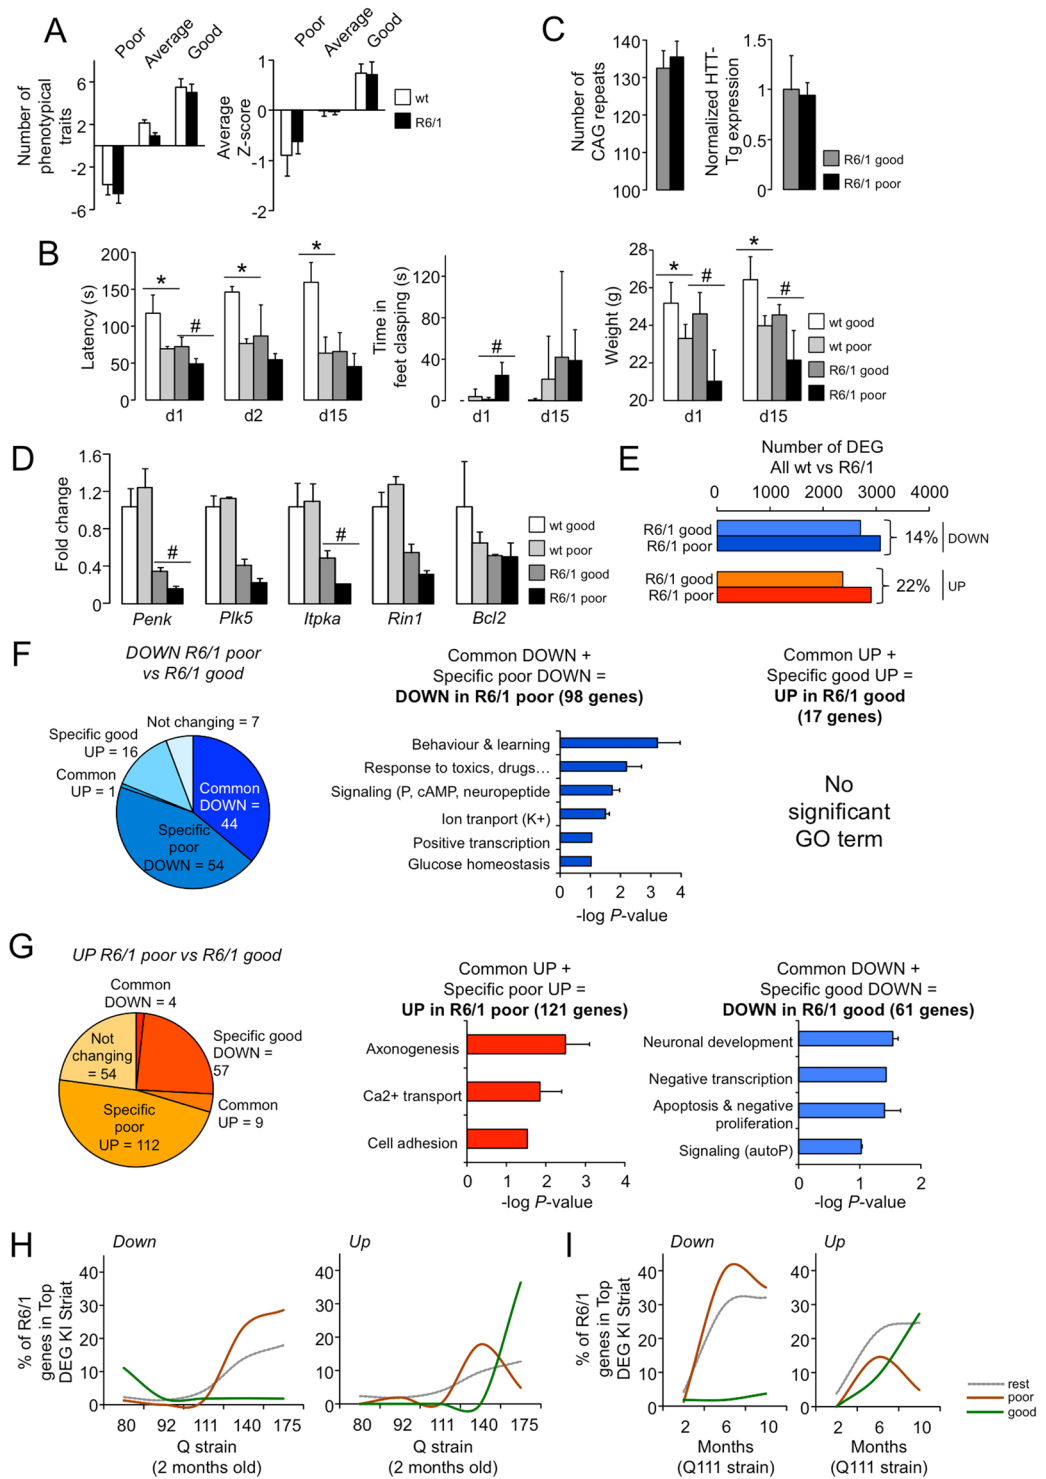 A
Poor
Average
Good
Number of
phenotypical
traits
6
2
-2
-6
Poor
Average
Good
Average
Z-score
1
0
-1
-2
wt
R6/1
C
Number of
CAG repeats
140
130
120
110
100
Normalized HTT-
Tg expression
1.5
1
0.5
0
R6/1 good
R6/1 poor
B
Latency (s)
200
150
100
50
0
*
#
*
*
d1
d2
d15
Time in
feet clasping (s)
120
80
40
0
#
d1
d15
Weight (g)
28
26
24
22
20
*
#
*
#
d1
d15
wt good
wt poor
R6/1 good
R6/1 poor
D
Fold change
1.6
1.2
0.8
0.4
0
#
#
Penk
Plk5
Itpka
Rin1
Bcl2
wt good
wt poor
R6/1 good
R6/1 poor
E
Number of DEG
All wt vs R6/1
0
1000
2000
3000
4000
R6/1 good
R6/1 poor
14%
DOWN
R6/1 good
R6/1 poor
22%
UP
F
DOWN R6/1 poor
vs R6/1 good
Not changing = 7
Specific good
UP = 16
Common
UP = 1
Common
DOWN =
44
Specific
poor
DOWN = 54
Common DOWN +
Specific poor DOWN =
DOWN in R6/1 poor (98 genes)
Behaviour & learning
Response to toxics, drugs...
Signaling (P, cAMP, neuropeptide
Ion tranport (K+)
Positive transcription
Glucose homeostasis
0
1
2
3
4
-log P-value
Common UP +
Specific good UP =
UP in R6/1 good
(17 genes)
No
significant
GO term
G
UP R6/1 poor vs R6/1 good
Common
DOWN = 4
Specific good
DOWN =
57
Common
UP = 9
Not
changing
= 54
Specific
poor
UP = 112
Common UP +
Specific poor UP =
UP in R6/1 poor (121 genes)
Axonogenesis
Ca2+ transport
Cell adhesion
0
1
2
3
4
-log P-value
Common DOWN +
Specific good DOWN =
DOWN in R6/1 good (61 genes)
Neuronal development
Negative transcription
Apoptosis & negative
proliferation
Signaling (autoP)
0
1
2
-log P-value
H
Down
% of R6/1
genes in Top
DEG KI Striat
40
30
20
10
0
80
92
111
140
175
Q strain
(2 months old)
Up
40
30
20
10
0
80
92
111
140
175
Q strain
(2 months old)
I
Down
% of R6/1
genes in Top
DEG KI Striat
40
30
20
10
0
2
6
10
Months
(Q111 strain)
Up
40
30
20
10
0
2
6
10
Months
(Q111 strain)
rest
poor
good